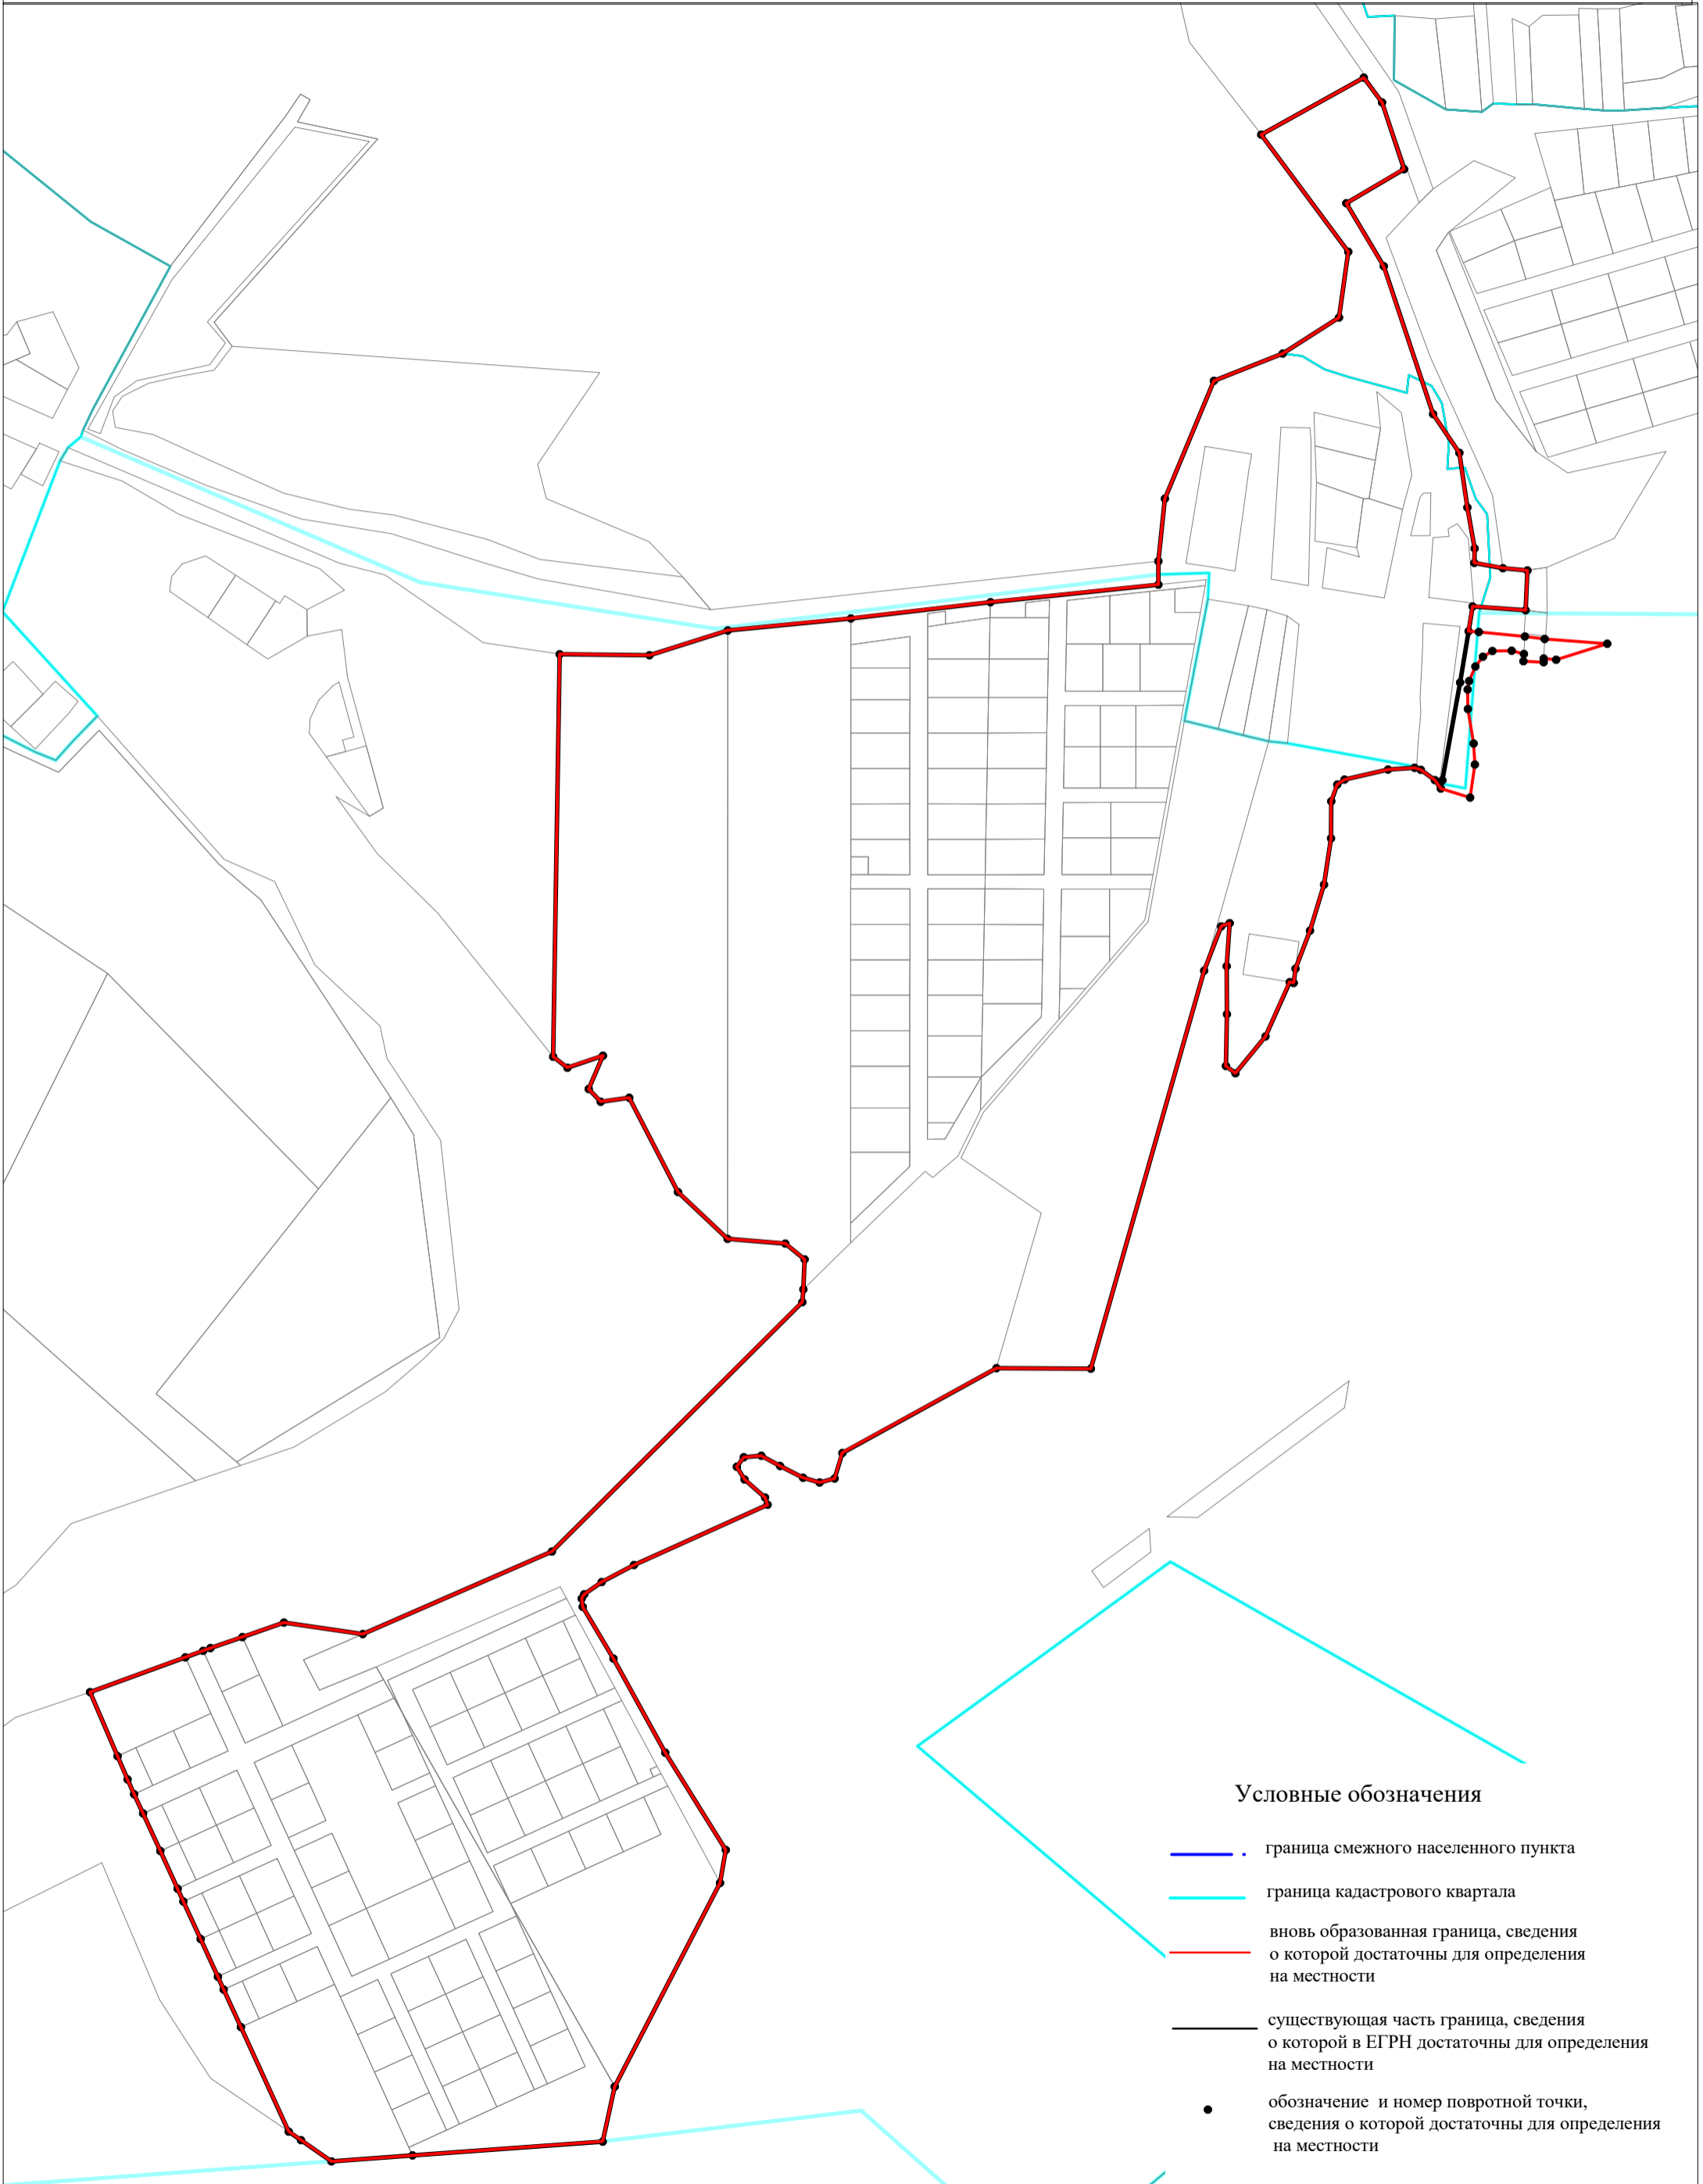 Условные обозначения
граница смежного населенного пункта
граница кадастрового квартала
вновь образованная граница, сведения
о которой достаточны для определения
на местности
существующая часть граница, сведения
о которой в ЕГРН достаточны для определения
на местности
обозначение и номер повротной точки,
сведения о которой достаточны для определения
на местности